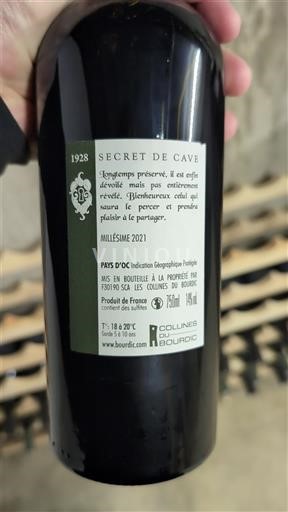 1928 SECRET DE CAVE
Longtemps préservé, il est enfin
dévoilé mais pas entièrement
révélé. Bienheureux celui qui
saura le percer et prendra
plaisir à le partager.
MILLÉSIME 2021
VINIOU
PAYS D'OC Indication Géographique Protégée
MIS EN BOUTEILLE À LA PROPRIÉTÉ PAR
F30190 SCA LES COLLINES DU BOURDIC
Produit de France
contient des sulfites
750ml 14%
T°: 18 à 20°C
Garde 5 à 10 ans
www.bourdic.com
COLLINES
DU
BOURDIC